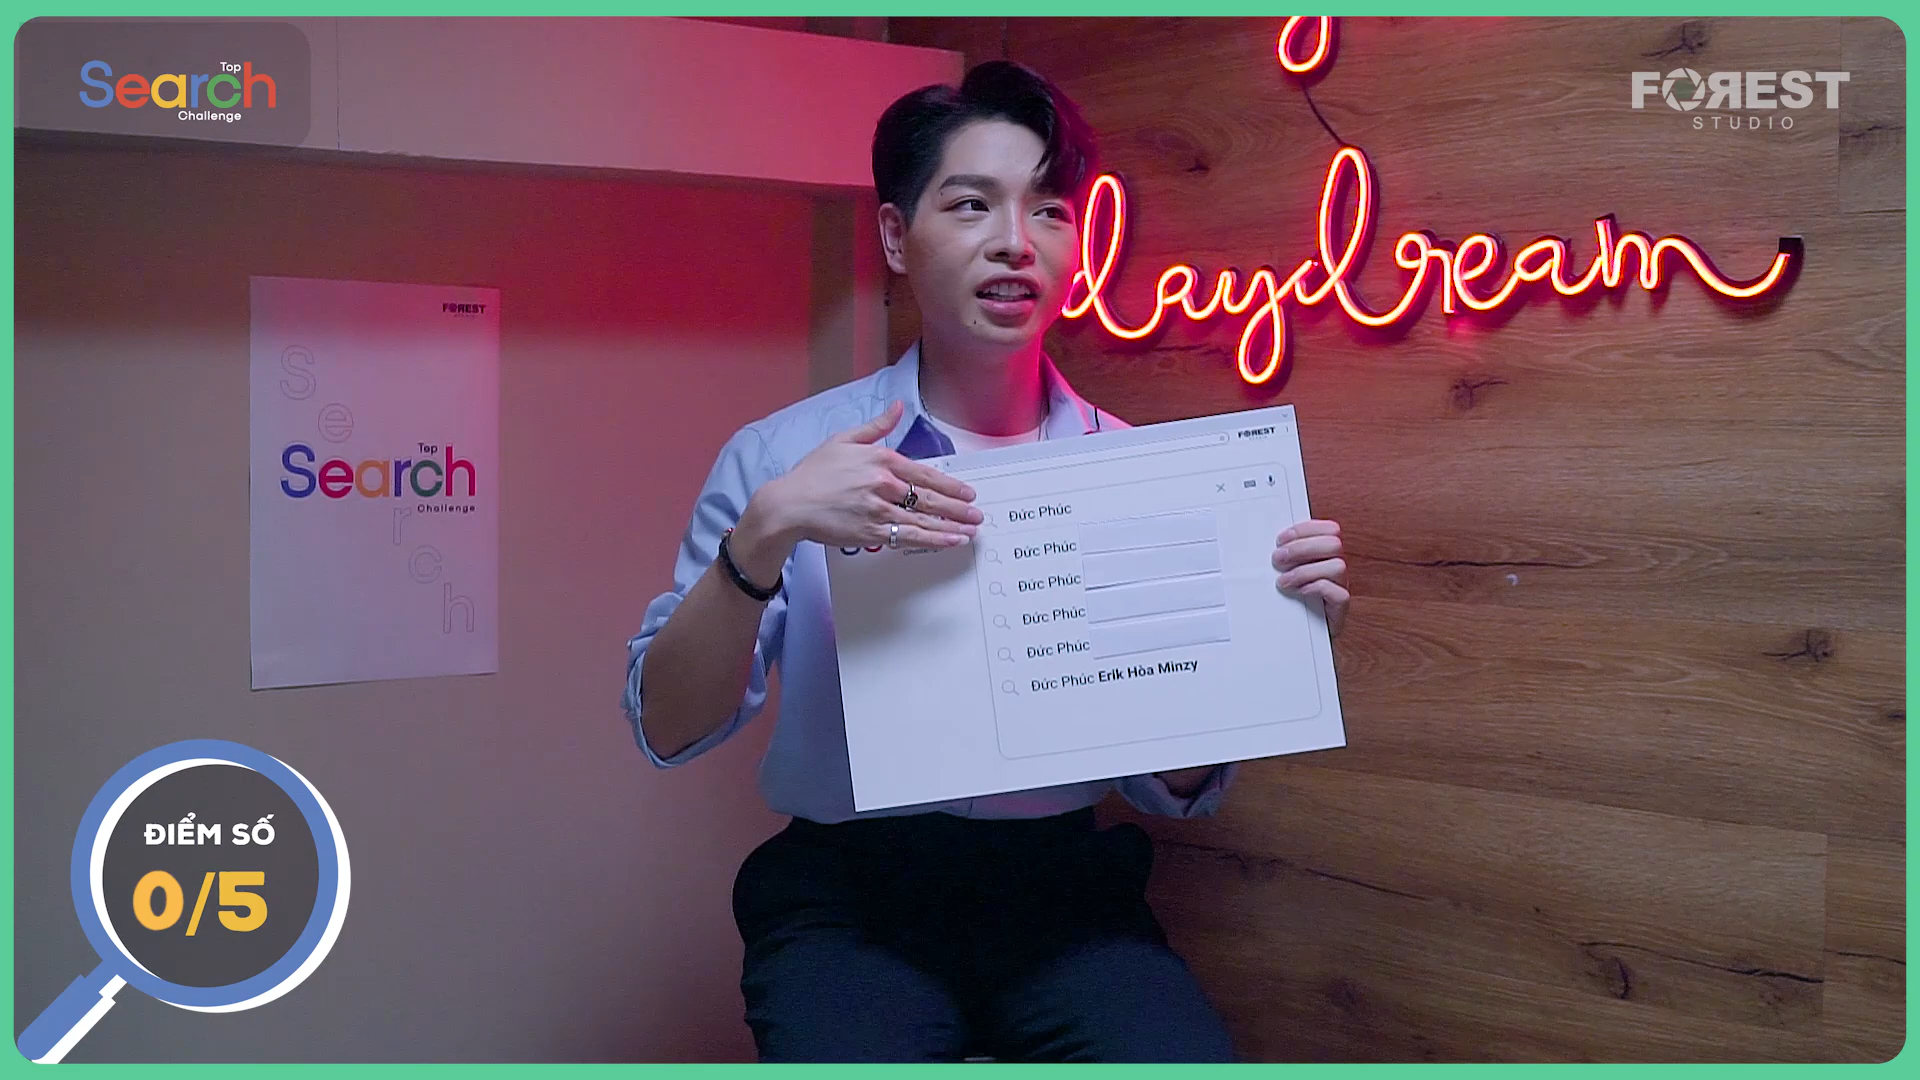 Top
Search
Challenge
FOREST
STUDIO
daydream
FOREST
Search
Top
Search
Challenge
FOREST
Đức Phúc
Đức Phúc
Đức Phúc
Đức Phúc
Đức Phúc
Đức Phúc Erik Hòa Minzy
ĐIỂM SỐ
0/5